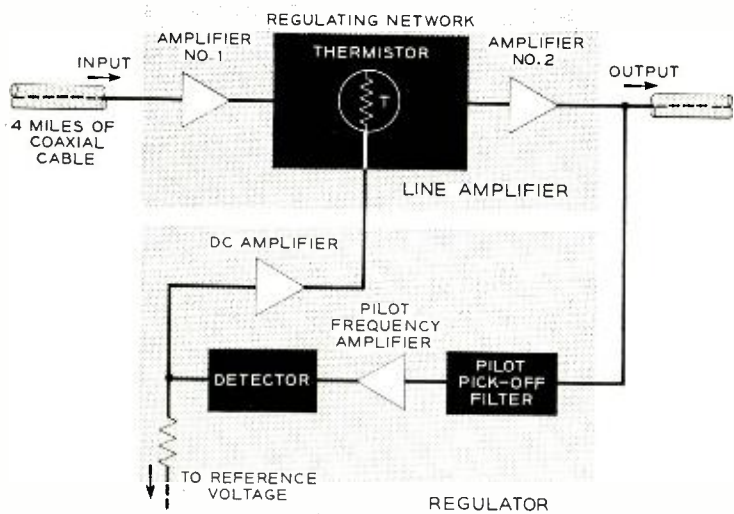 REGULATING NETWORK
AMPLIFIER
NO. 1
INPUT
THERMISTOR
T
AMPLIFIER
NO. 2
OUTPUT
4 MILES OF
COAXIAL
CABLE
LINE AMPLIFIER
DC AMPLIFIER
PILOT
FREQUENCY
AMPLIFIER
DETECTOR
PILOT
PICK-OFF
FILTER
TO REFERENCE
VOLTAGE
REGULATOR